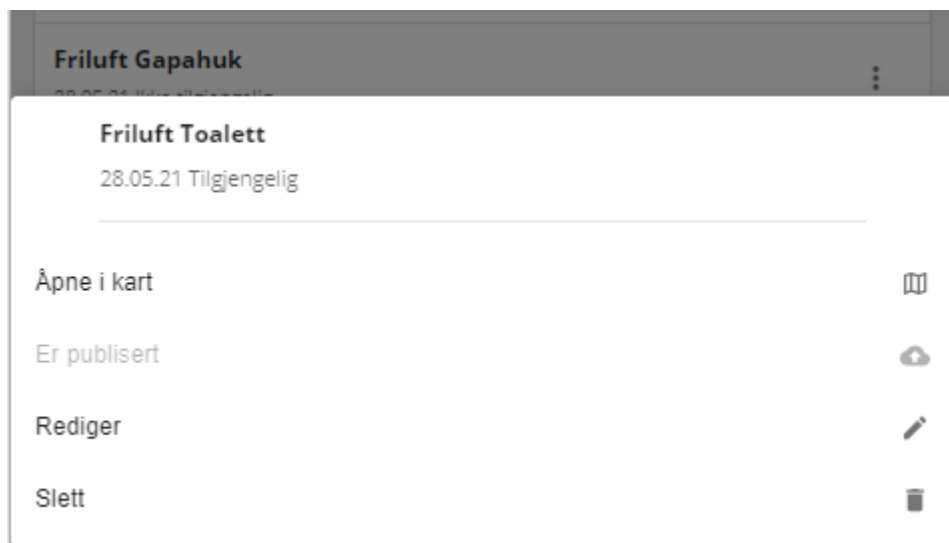 Friluft Gapahuk
Friluft Toalett
28.05.21 Tilgjengelig
Åpne i kart
Er publisert
Rediger
Slett